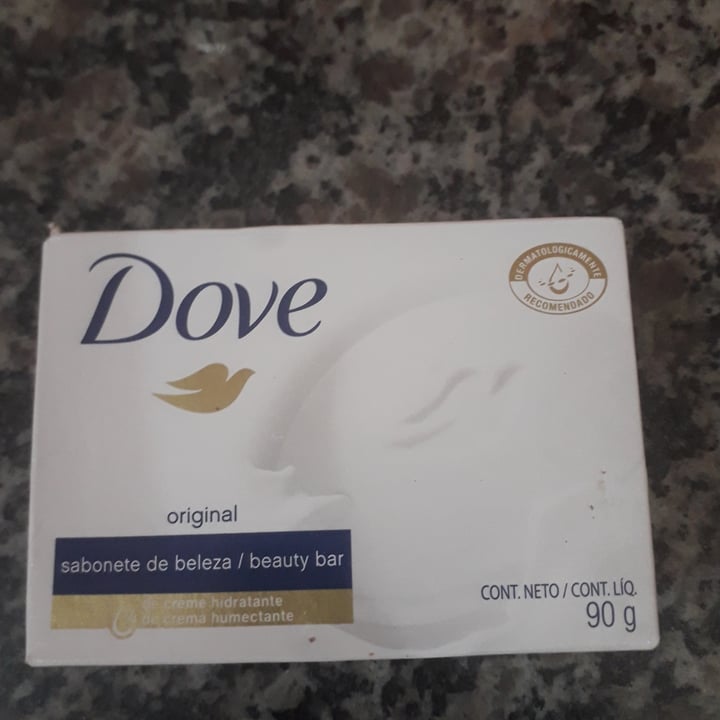 Dove
DERMATOLOGICAMENTE
RECOMENDADO
original
sabonete de beleza / beauty bar
de creme hidratante
de crema humectante
CONT. NETO / CONT. LÍQ.
90 g